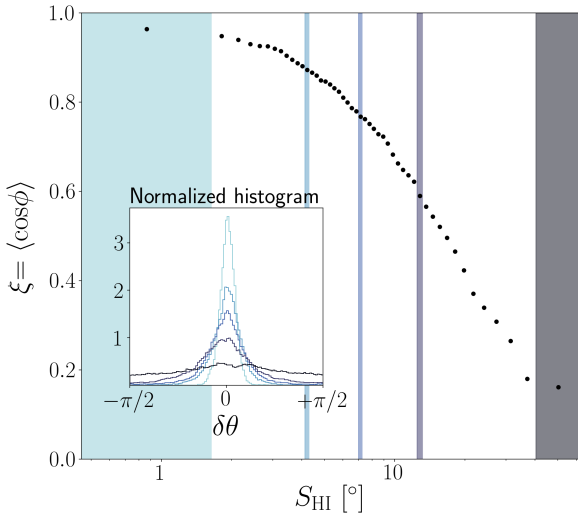 1.0
0.8
0.6
0.4
0.2
0.0
ξ= ⟨cosϕ⟩
Normalized histogram
3
2
1
−π/2 0 +π/2
δθ
1 10
S_HI [°]